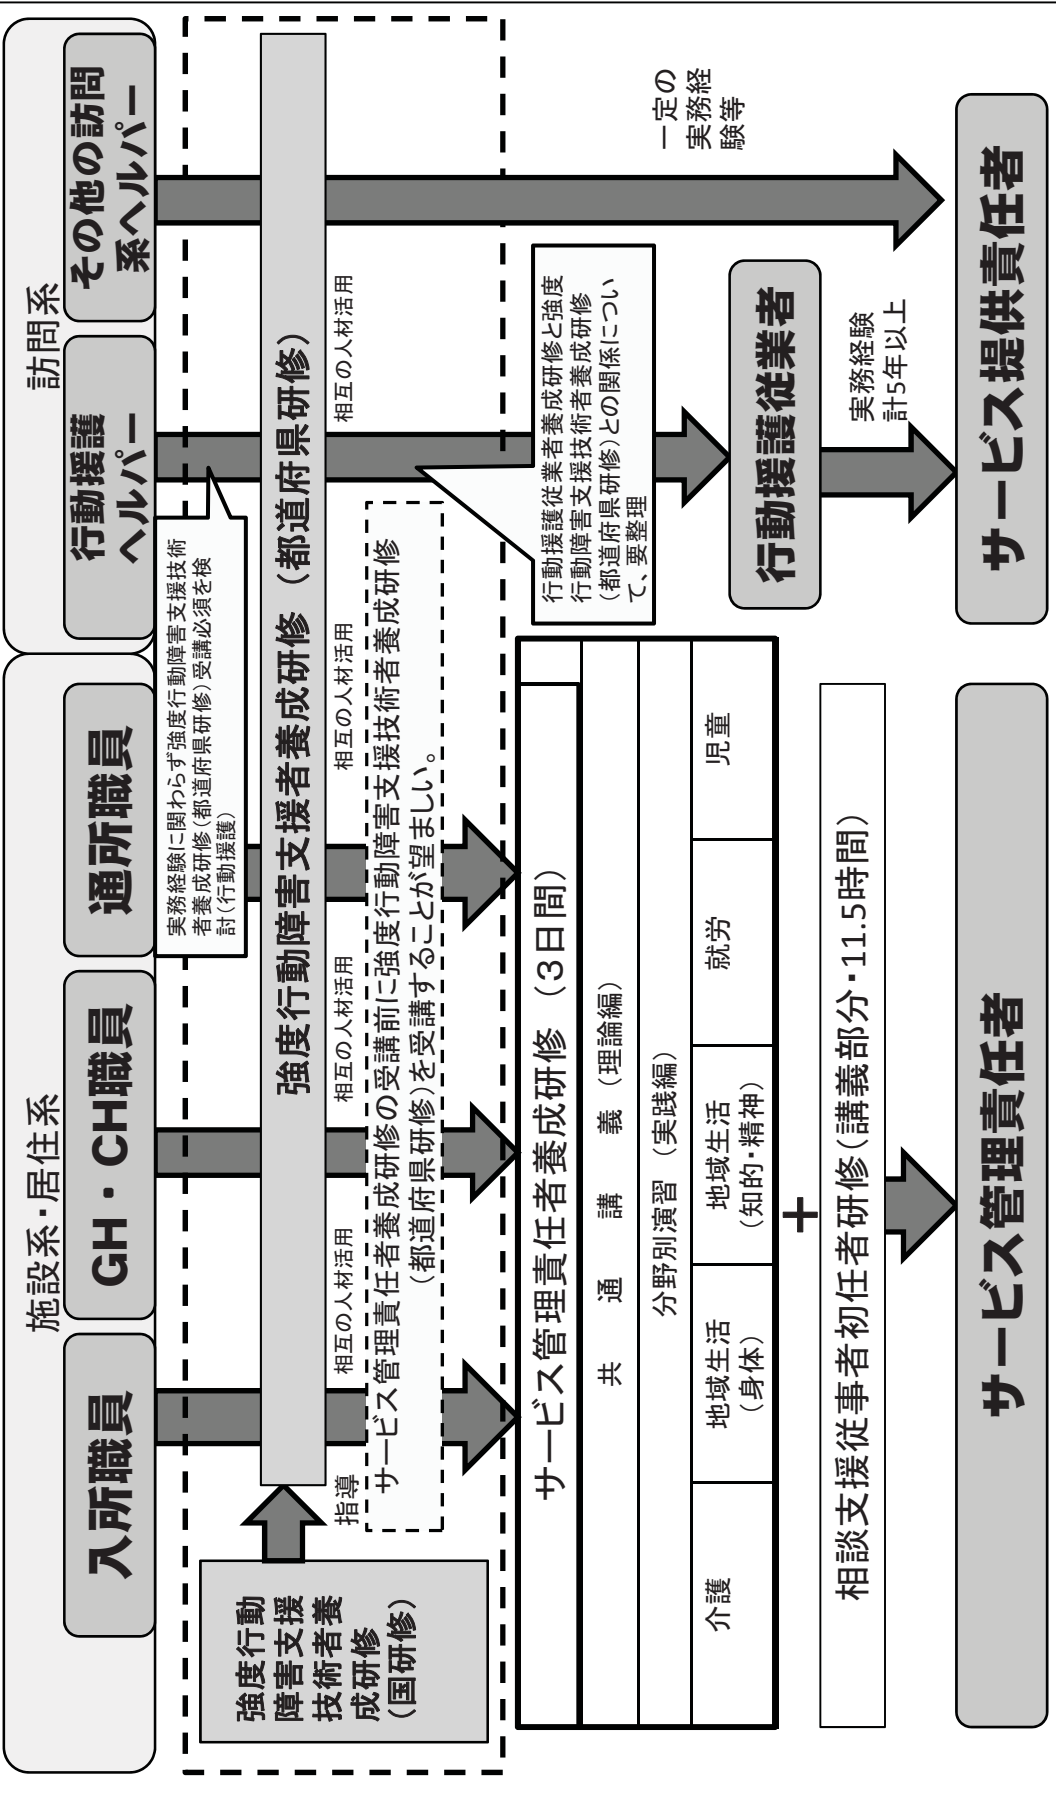 施設系・居住系
訪問系
入所職員
GH・CH職員
通所職員
行動援護
ヘルパー
その他の訪問
系ヘルパー
実務経験に関わらず強度行動障害支援技術
者養成研修(都道府県研修)受講必須を検
討(行動援護)
強度行動
障害支援
技術者養
成研修
(国研修)
強度行動障害支援者養成研修 (都道府県研修)
指導
相互の人材活用
相互の人材活用
相互の人材活用
相互の人材活用
サービス管理責任者養成研修の受講前に強度行動障害支援技術者養成研修
(都道府県研修)を受講することが望ましい。
行動援護従業者養成研修と強度
行動障害支援技術者養成研修
(都道府県研修)との関係につい
て、要整理
一定の
実務経
験等
サービス管理責任者養成研修 (3日間)
共 通 講 義 (理論編)
分野別演習 (実践編)
介護
地域生活
(身体)
地域生活
(知的・精神)
就労
児童
行動援護従業者
実務経験
計5年以上
+
相談支援従事者初任者研修(講義部分・11.5時間)
サービス管理責任者
サービス提供責任者